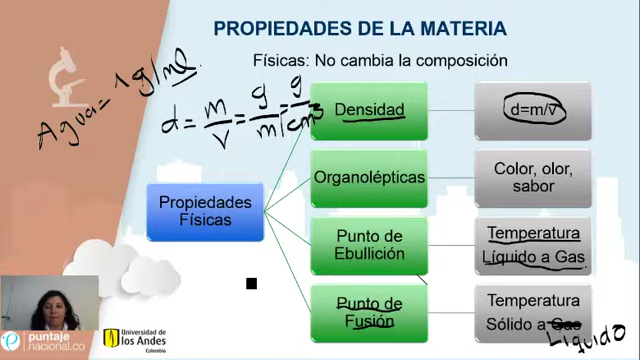 PROPIEDADES DE LA MATERIA
Físicas: No cambia la composición
Agua = 1 g/ml
d = m/v = g/ml = g/cm³
Densidad
d=m/v
Organolépticas
Color, olor,
sabor
Propiedades
Físicas
Punto de
Ebullición
Temperatura
Líquido a Gas
Punto de
Fusión
Temperatura
Sólido a Gas
Líquido
puntaje
nacional.co
Universidad de
los Andes
Colombia